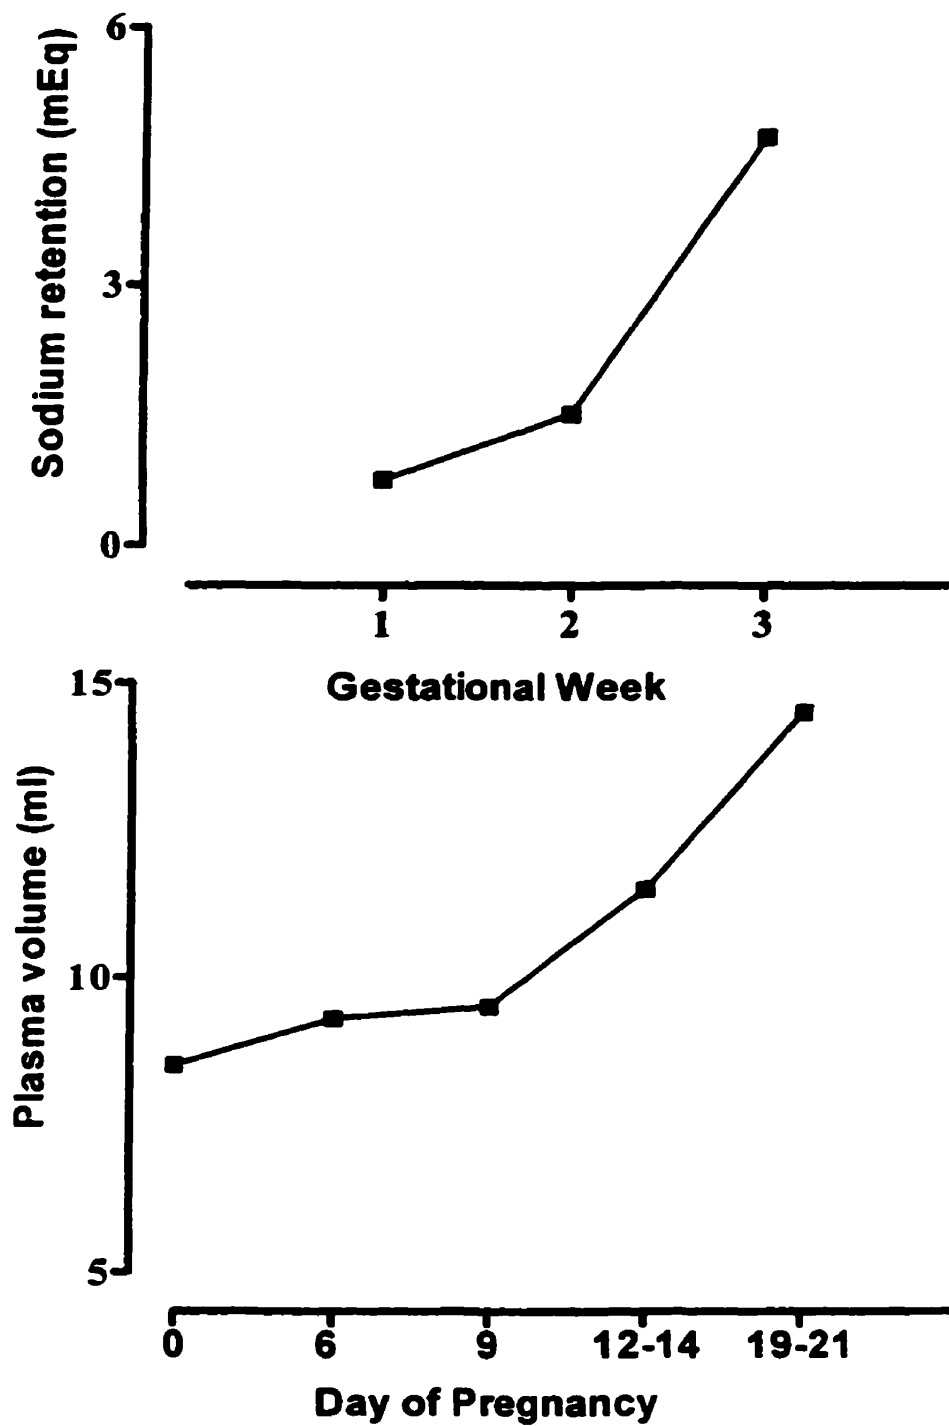 Sodium retention (mEq)
6
3
0
1 2 3
Gestational Week
Plasma volume (ml)
15
10
5
0 6 9 12-14 19-21
Day of Pregnancy